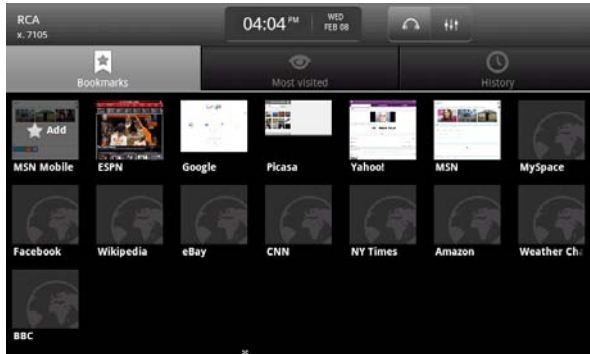 RCA
x. 7105
04:04 PM
WED
FEB 08
Bookmarks
Most visited
History
Add
MSN Mobile
ESPN
Google
Picasa
Yahoo!
MSN
MySpace
Facebook
Wikipedia
eBay
CNN
NY Times
Amazon
Weather Ch
BBC